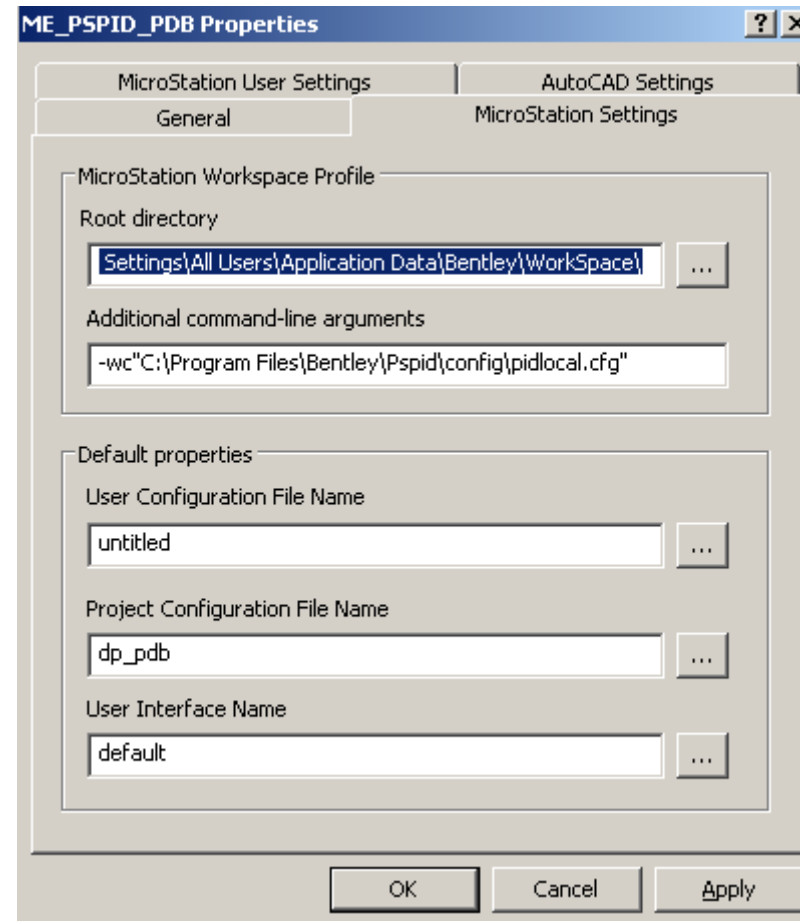 ME_PSPID_PDB Properties
MicroStation User Settings
AutoCAD Settings
General
MicroStation Settings
MicroStation Workspace Profile
Root directory
Settings\All Users\Application Data\Bentley\WorkSpace\
...
Additional command-line arguments
-wc"C:\Program Files\Bentley\Pspid\config\pidlocal.cfg"
Default properties
User Configuration File Name
untitled
...
Project Configuration File Name
dp_pdb
...
User Interface Name
default
...
OK
Cancel
Apply